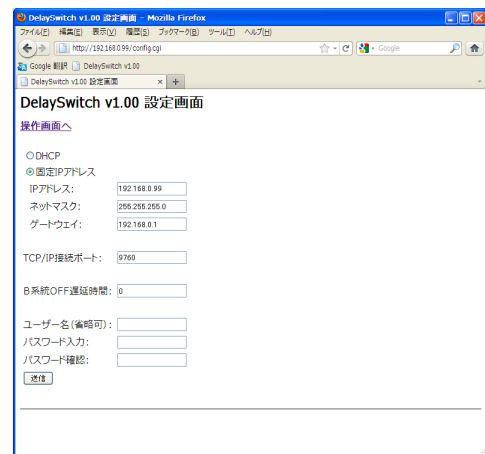 DelaySwitch v1.00 設定画面 - Mozilla Firefox
ファイル(F) 編集(E) 表示(V) 履歴(S) ブックマーク(B) ツール(T) ヘルプ(H)
http://192.168.0.99/config.cgi Google
Google 翻訳 DelaySwitch v1.00
DelaySwitch v1.00 設定画面 × +
DelaySwitch v1.00 設定画面
操作画面へ
DHCP
固定IPアドレス
IPアドレス: 192.168.0.99
ネットマスク: 255.255.255.0
ゲートウェイ: 192.168.0.1
TCP/IP接続ポート: 9760
B系統OFF遅延時間: 0
ユーザー名(省略可):
パスワード入力:
パスワード確認:
送信